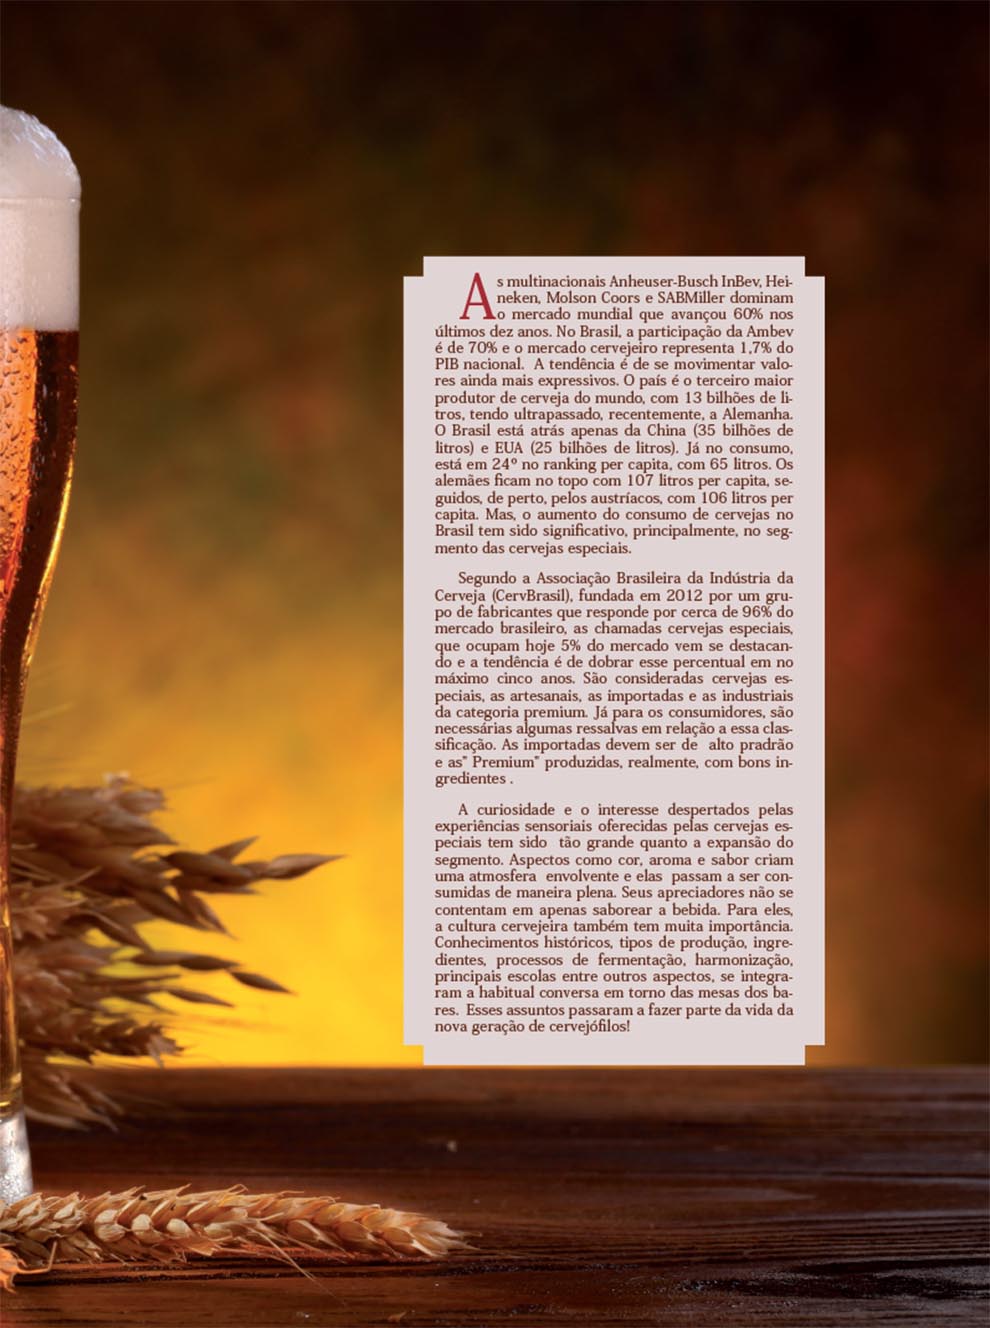 As multinacionais Anheuser-Busch InBev, Hei-
neken, Molson Coors e SABMiller dominam
o mercado mundial que avançou 60% nos
últimos dez anos. No Brasil, a participação da Ambev
é de 70% e o mercado cervejeiro representa 1,7% do
PIB nacional. A tendência é de se movimentar valo-
res ainda mais expressivos. O país é o terceiro maior
produtor de cerveja do mundo, com 13 bilhões de li-
tros, tendo ultrapassado, recentemente, a Alemanha.
O Brasil está atrás apenas da China (35 bilhões de
litros) e EUA (25 bilhões de litros). Já no consumo,
está em 24º no ranking per capita, com 65 litros. Os
alemães ficam no topo com 107 litros per capita, se-
guidos, de perto, pelos austríacos, com 106 litros per
capita. Mas, o aumento do consumo de cervejas no
Brasil tem sido significativo, principalmente, no seg-
mento das cervejas especiais.
Segundo a Associação Brasileira da Indústria da
Cerveja (CervBrasil), fundada em 2012 por um gru-
po de fabricantes que responde por cerca de 96% do
mercado brasileiro, as chamadas cervejas especiais,
que ocupam hoje 5% do mercado vem se destacan-
do e a tendência é de dobrar esse percentual em no
máximo cinco anos. São consideradas cervejas es-
peciais, as artesanais, as importadas e as industriais
da categoria premium. Já para os consumidores, são
necessárias algumas ressalvas em relação a essa clas-
sificação. As importadas devem ser de alto pradrão
e as" Premium" produzidas, realmente, com bons in-
gredientes .
A curiosidade e o interesse despertados pelas
experiências sensoriais oferecidas pelas cervejas es-
peciais tem sido tão grande quanto a expansão do
segmento. Aspectos como cor, aroma e sabor criam
uma atmosfera envolvente e elas passam a ser con-
sumidas de maneira plena. Seus apreciadores não se
contentam em apenas saborear a bebida. Para eles,
a cultura cervejeira também tem muita importância.
Conhecimentos históricos, tipos de produção, ingre-
dientes, processos de fermentação, harmonização,
principais escolas entre outros aspectos, se integra-
ram a habitual conversa em torno das mesas dos ba-
res. Esses assuntos passaram a fazer parte da vida da
nova geração de cervejófilos!